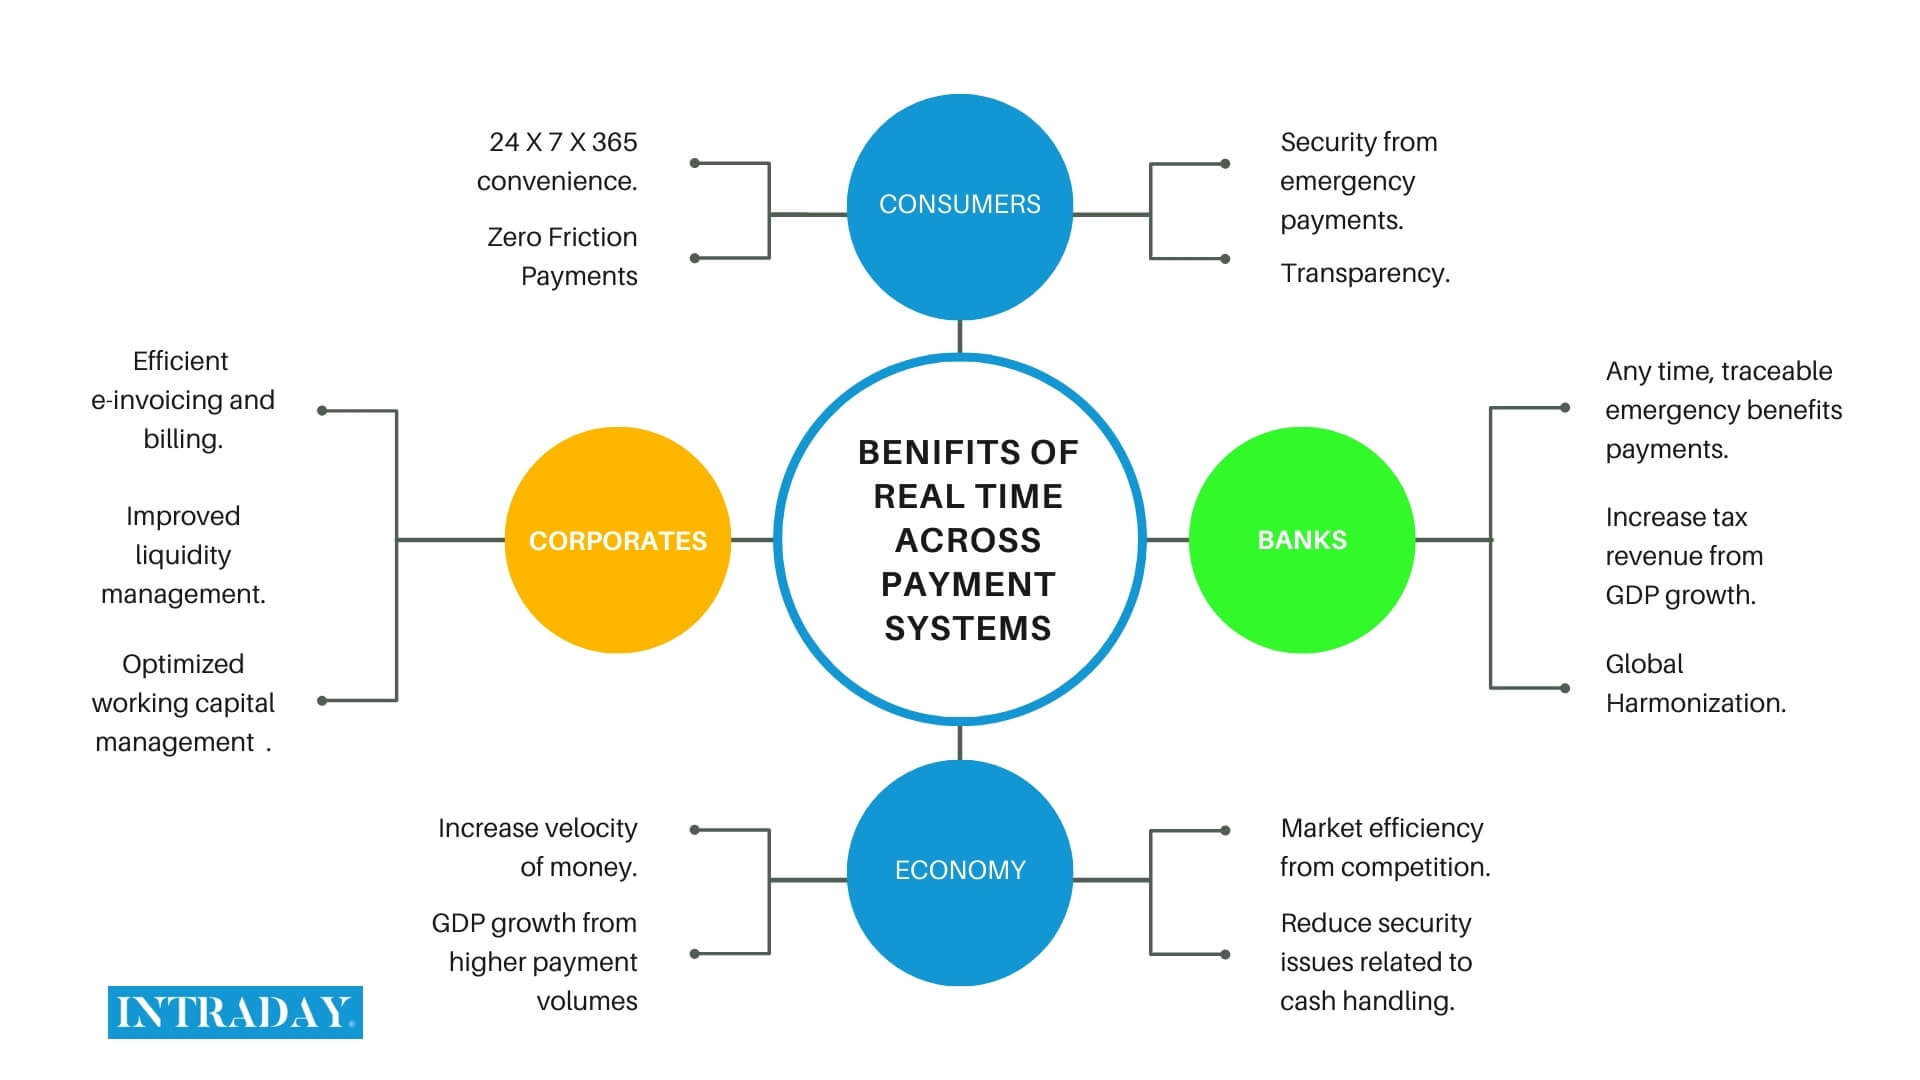 24 X 7 X 365
convenience.
Zero Friction
Payments
CONSUMERS
Security from
emergency
payments.
Transparency.
Efficient
e-invoicing and
billing.
Improved
liquidity
management.
Optimized
working capital
management .
CORPORATES
BENIFITS OF
REAL TIME
ACROSS
PAYMENT
SYSTEMS
BANKS
Any time, traceable
emergency benefits
payments.
Increase tax
revenue from
GDP growth.
Global
Harmonization.
Increase velocity
of money.
GDP growth from
higher payment
volumes
ECONOMY
Market efficiency
from competition.
Reduce security
issues related to
cash handling.
INTRADAY